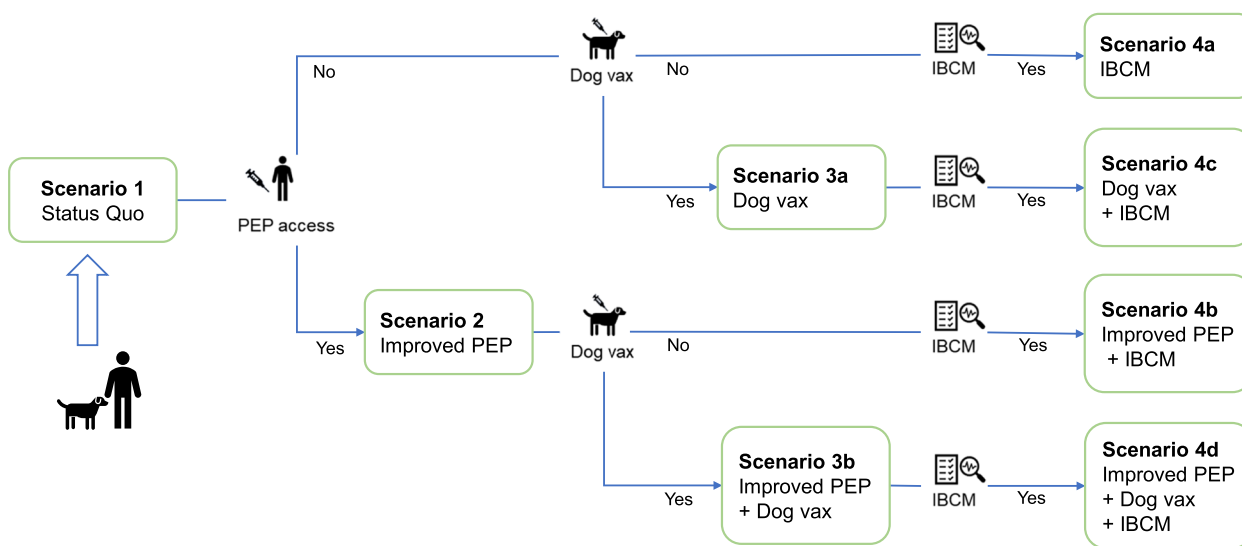 Dog vax
No
No
IBCM
Yes
Scenario 4a
IBCM
Scenario 1
Status Quo
PEP access
Yes
Scenario 3a
Dog vax
IBCM
Yes
Scenario 4c
Dog vax
+ IBCM
Yes
Scenario 2
Improved PEP
Dog vax
No
IBCM
Yes
Scenario 4b
Improved PEP
+ IBCM
Yes
Scenario 3b
Improved PEP
+ Dog vax
IBCM
Yes
Scenario 4d
Improved PEP
+ Dog vax
+ IBCM